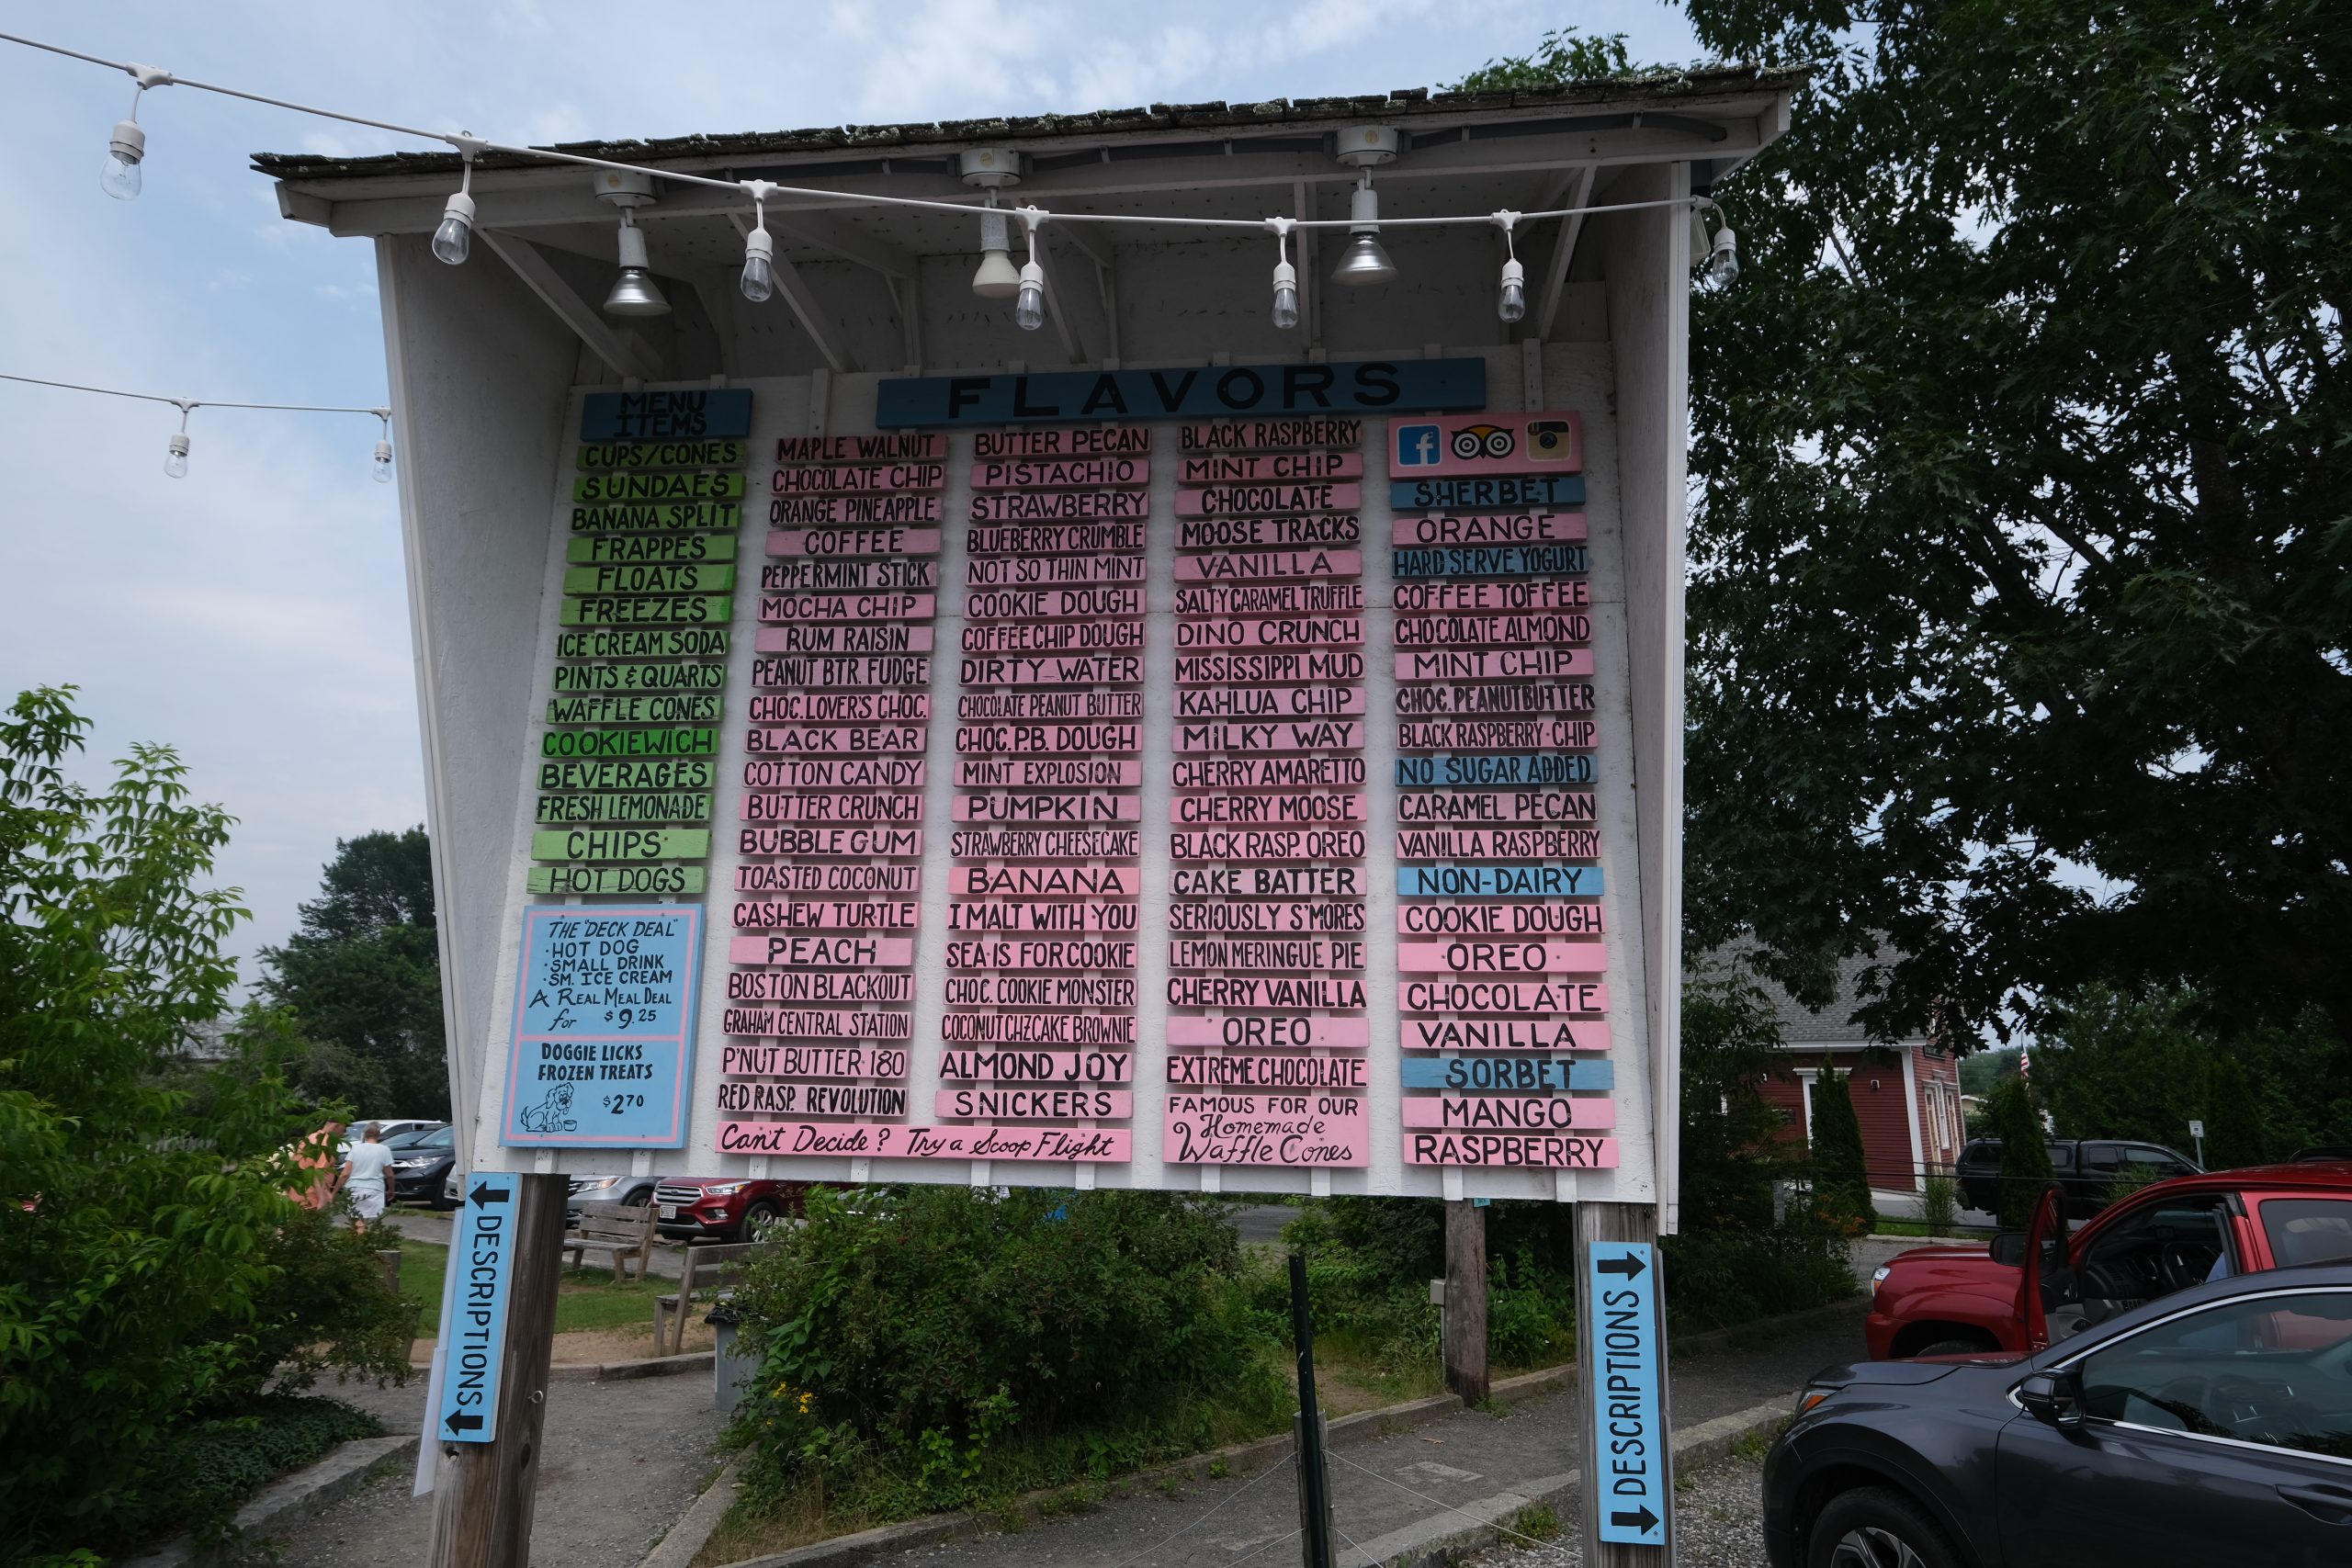 FLAVORS
MENU
ITEMS
CUPS/CONES
SUNDAES
BANANA SPLIT
FRAPPES
FLOATS
FREEZES
ICE CREAM SODA
PINTS & QUARTS
WAFFLE CONES
COOKIEWICH
BEVERAGES
FRESH LEMONADE
CHIPS
HOT DOGS
THE "DECK DEAL"
·HOT DOG
·SMALL DRINK
·SM. ICE CREAM
A REAL MEAL DEAL
for $9.25
DOGGIE LICKS
FROZEN TREATS
$2.70
MAPLE WALNUT
CHOCOLATE CHIP
ORANGE PINEAPPLE
COFFEE
PEPPERMINT STICK
MOCHA CHIP
RUM RAISIN
PEANUT BTR. FUDGE
CHOC. LOVER'S CHOC.
BLACK BEAR
COTTON CANDY
BUTTER CRUNCH
BUBBLE GUM
TOASTED COCONUT
CASHEW TURTLE
PEACH
BOSTON BLACKOUT
GRAHAM CENTRAL STATION
P'NUT BUTTER 180
RED RASP. REVOLUTION
BUTTER PECAN
PISTACHIO
STRAWBERRY
BLUEBERRY CRUMBLE
NOT SO THIN MINT
COOKIE DOUGH
COFFEE CHIP DOUGH
DIRTY WATER
CHOCOLATE PEANUT BUTTER
CHOC. P.B. DOUGH
MINT EXPLOSION
PUMPKIN
STRAWBERRY CHEESECAKE
BANANA
I MALT WITH YOU
SEA IS FOR COOKIE
CHOC. COOKIE MONSTER
COCONUT CHZCAKE BROWNIE
ALMOND JOY
SNICKERS
Can't Decide? Try a Scoop Flight
BLACK RASPBERRY
MINT CHIP
CHOCOLATE
MOOSE TRACKS
VANILLA
SALTY CARAMEL TRUFFLE
DINO CRUNCH
MISSISSIPPI MUD
KAHLUA CHIP
MILKY WAY
CHERRY AMARETTO
CHERRY MOOSE
BLACK RASP. OREO
CAKE BATTER
SERIOUSLY S'MORES
LEMON MERINGUE PIE
CHERRY VANILLA
OREO
EXTREME CHOCOLATE
FAMOUS FOR OUR
Homemade
Waffle Cones
f
SHERBET
ORANGE
HARD SERVE YOGURT
COFFEE TOFFEE
CHOCOLATE ALMOND
MINT CHIP
CHOC. PEANUTBUTTER
BLACK RASPBERRY CHIP
NO SUGAR ADDED
CARAMEL PECAN
VANILLA RASPBERRY
NON-DAIRY
COOKIE DOUGH
OREO
CHOCOLATE
VANILLA
SORBET
MANGO
RASPBERRY
DESCRIPTIONS
DESCRIPTIONS